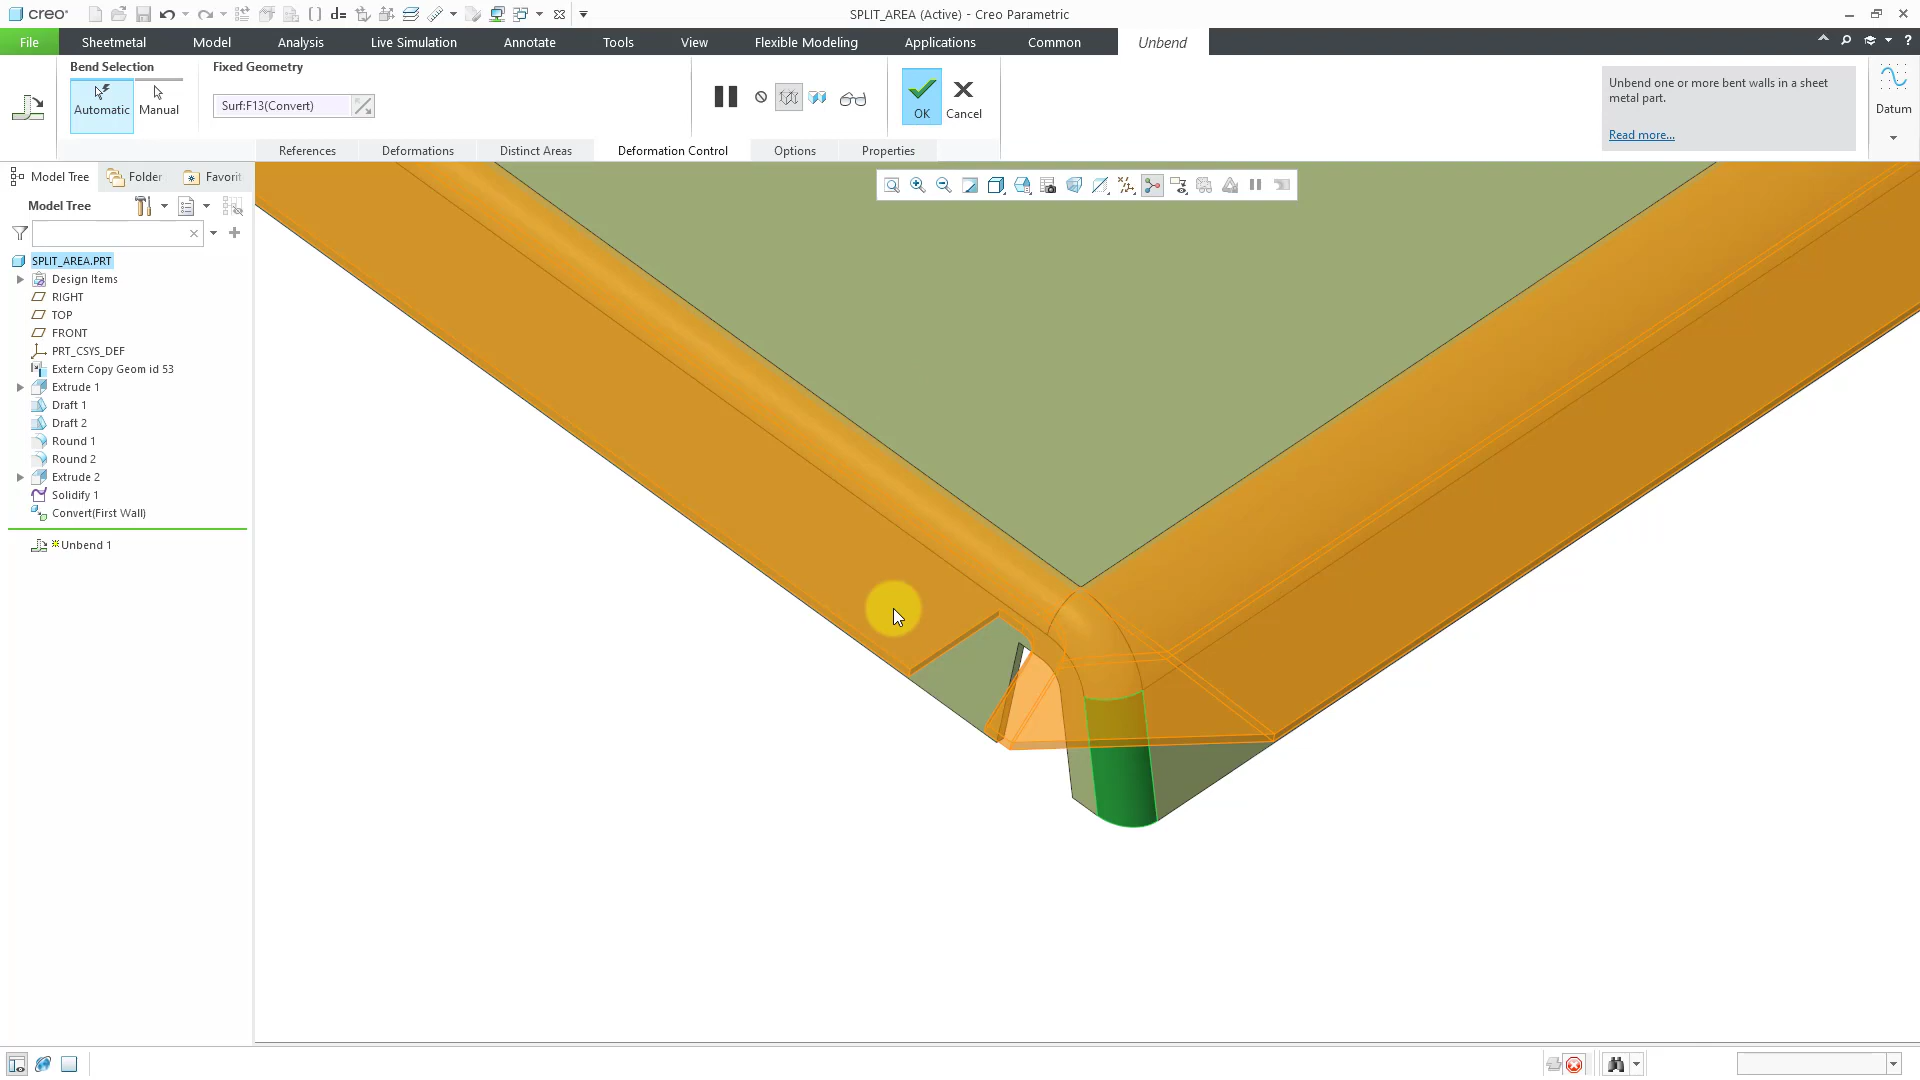 creo
SPLIT_AREA (Active) - Creo Parametric
File Sheetmetal Model Analysis Live Simulation Annotate Tools View Flexible Modeling Applications Common Unbend
Bend Selection
Automatic Manual
Fixed Geometry
Surf:F13(Convert)
OK Cancel
Unbend one or more bent walls in a sheet
metal part.
Read more...
Datum
References Deformations Distinct Areas Deformation Control Options Properties
Model Tree Folder Favorit
Model Tree
SPLIT_AREA.PRT
Design Items
RIGHT
TOP
FRONT
PRT_CSYS_DEF
Extern Copy Geom id 53
Extrude 1
Draft 1
Draft 2
Round 1
Round 2
Extrude 2
Solidify 1
Convert(First Wall)
Unbend 1